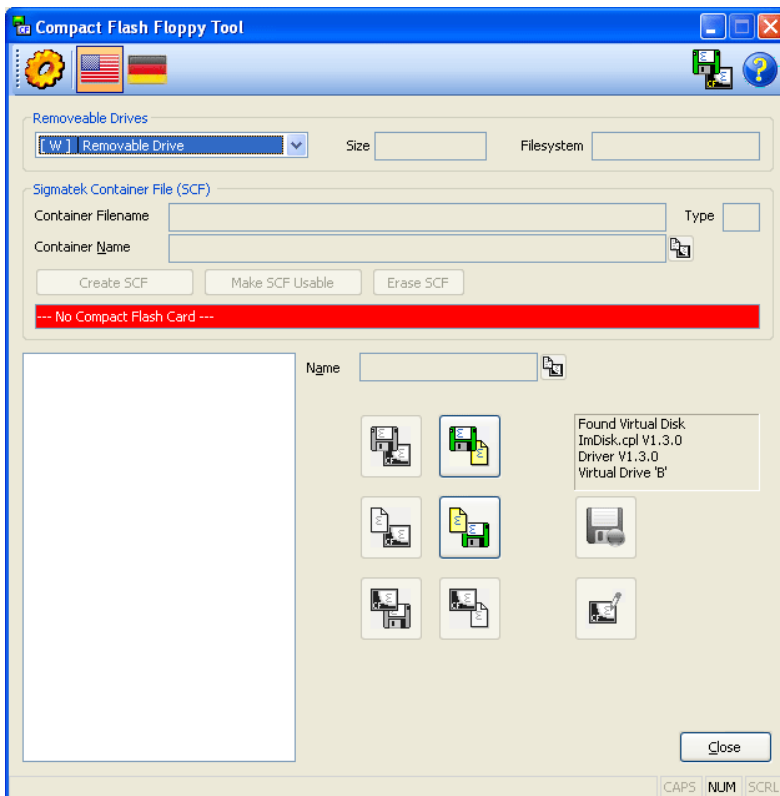 Compact Flash Floppy Tool
Removeable Drives
[ W ] Removable Drive
Size
Filesystem
Sigmatek Container File (SCF)
Container Filename
Type
Container Name
Create SCF
Make SCF Usable
Erase SCF
--- No Compact Flash Card ---
Name
Found Virtual Disk
ImDisk.cpl V1.3.0
Driver V1.3.0
Virtual Drive 'B'
Close
CAPS NUM SCRL